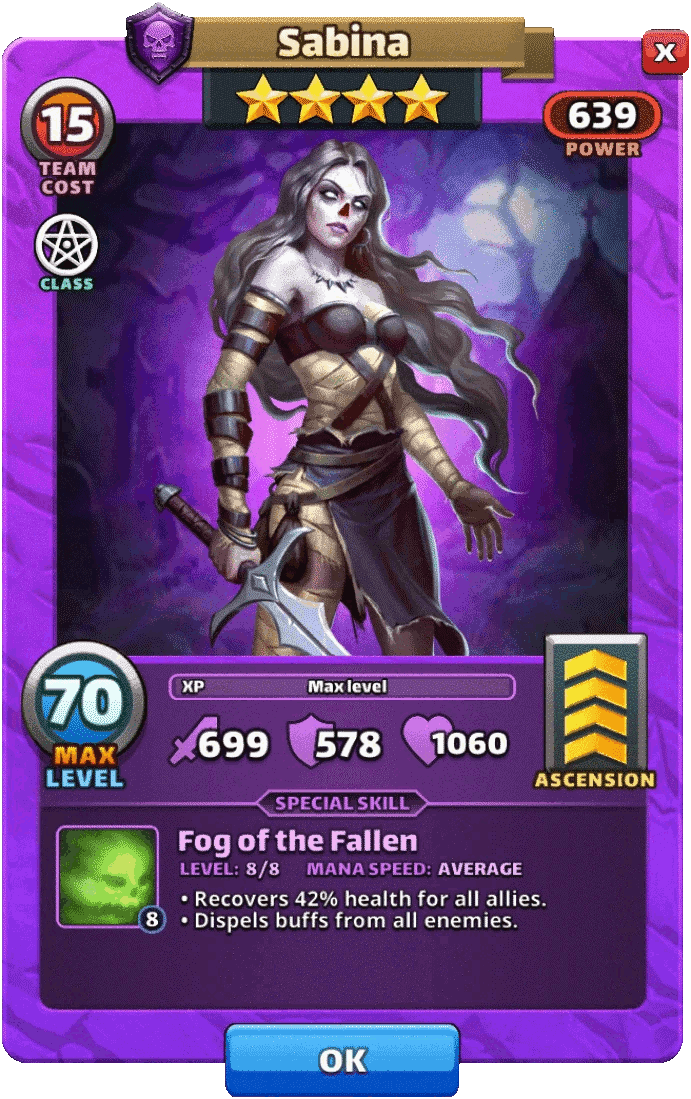 Sabina
15
TEAM
COST
639
POWER
X
CLASS
70
MAX
LEVEL
XP Max level
699 578 1060
ASCENSION
SPECIAL SKILL
Fog of the Fallen
LEVEL: 8/8 MANA SPEED: AVERAGE
8
• Recovers 42% health for all allies.
• Dispels buffs from all enemies.
OK